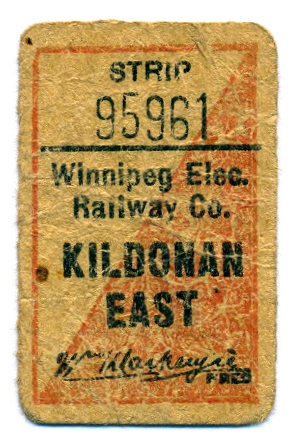 STRIP
95961
Winnipeg Elec.
Railway Co.
KILDONAN
EAST
Wm Mackenzie
PRES